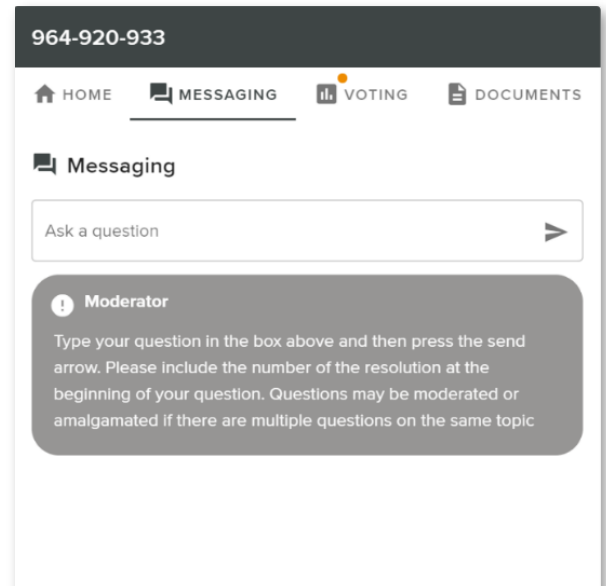 964-920-933
HOME MESSAGING VOTING DOCUMENTS
Messaging
Ask a question
Moderator
Type your question in the box above and then press the send
arrow. Please include the number of the resolution at the
beginning of your question. Questions may be moderated or
amalgamated if there are multiple questions on the same topic